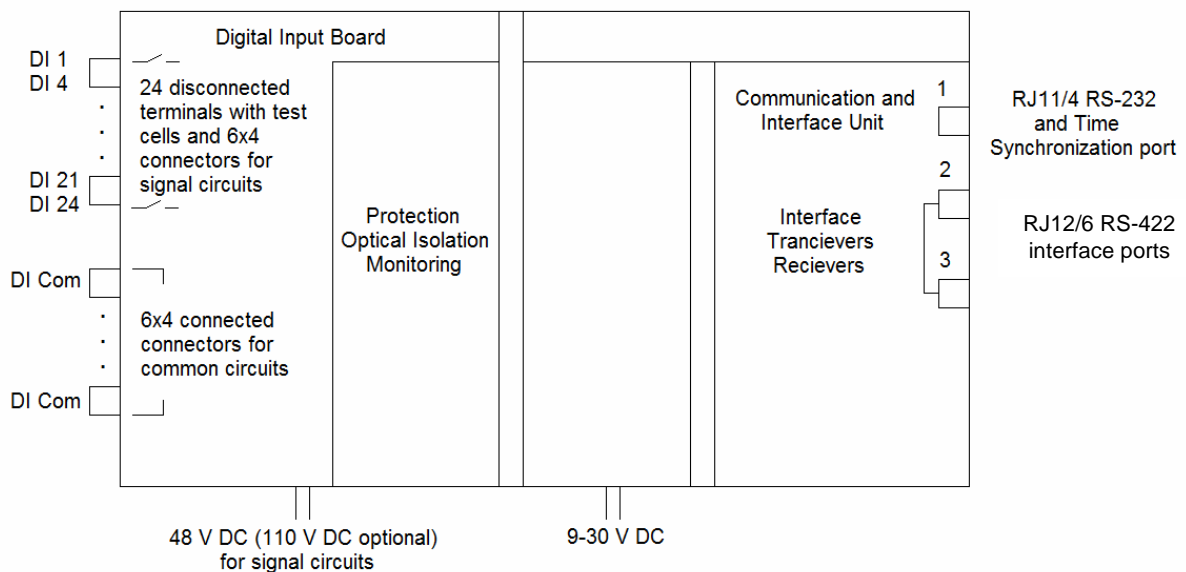 Digital Input Board
DI 1
DI 4
.
.
.
DI 21
DI 24
24 disconnected
terminals with test
cells and 6x4
connectors for
signal circuits
DI Com
.
.
.
DI Com
6x4 connected
connectors for
common circuits
Protection
Optical Isolation
Monitoring
Communication and
Interface Unit
Interface
Trancievers
Recievers
1
2
3
RJ11/4 RS-232
and Time
Synchronization port
RJ12/6 RS-422
interface ports
48 V DC (110 V DC optional)
for signal circuits
9-30 V DC